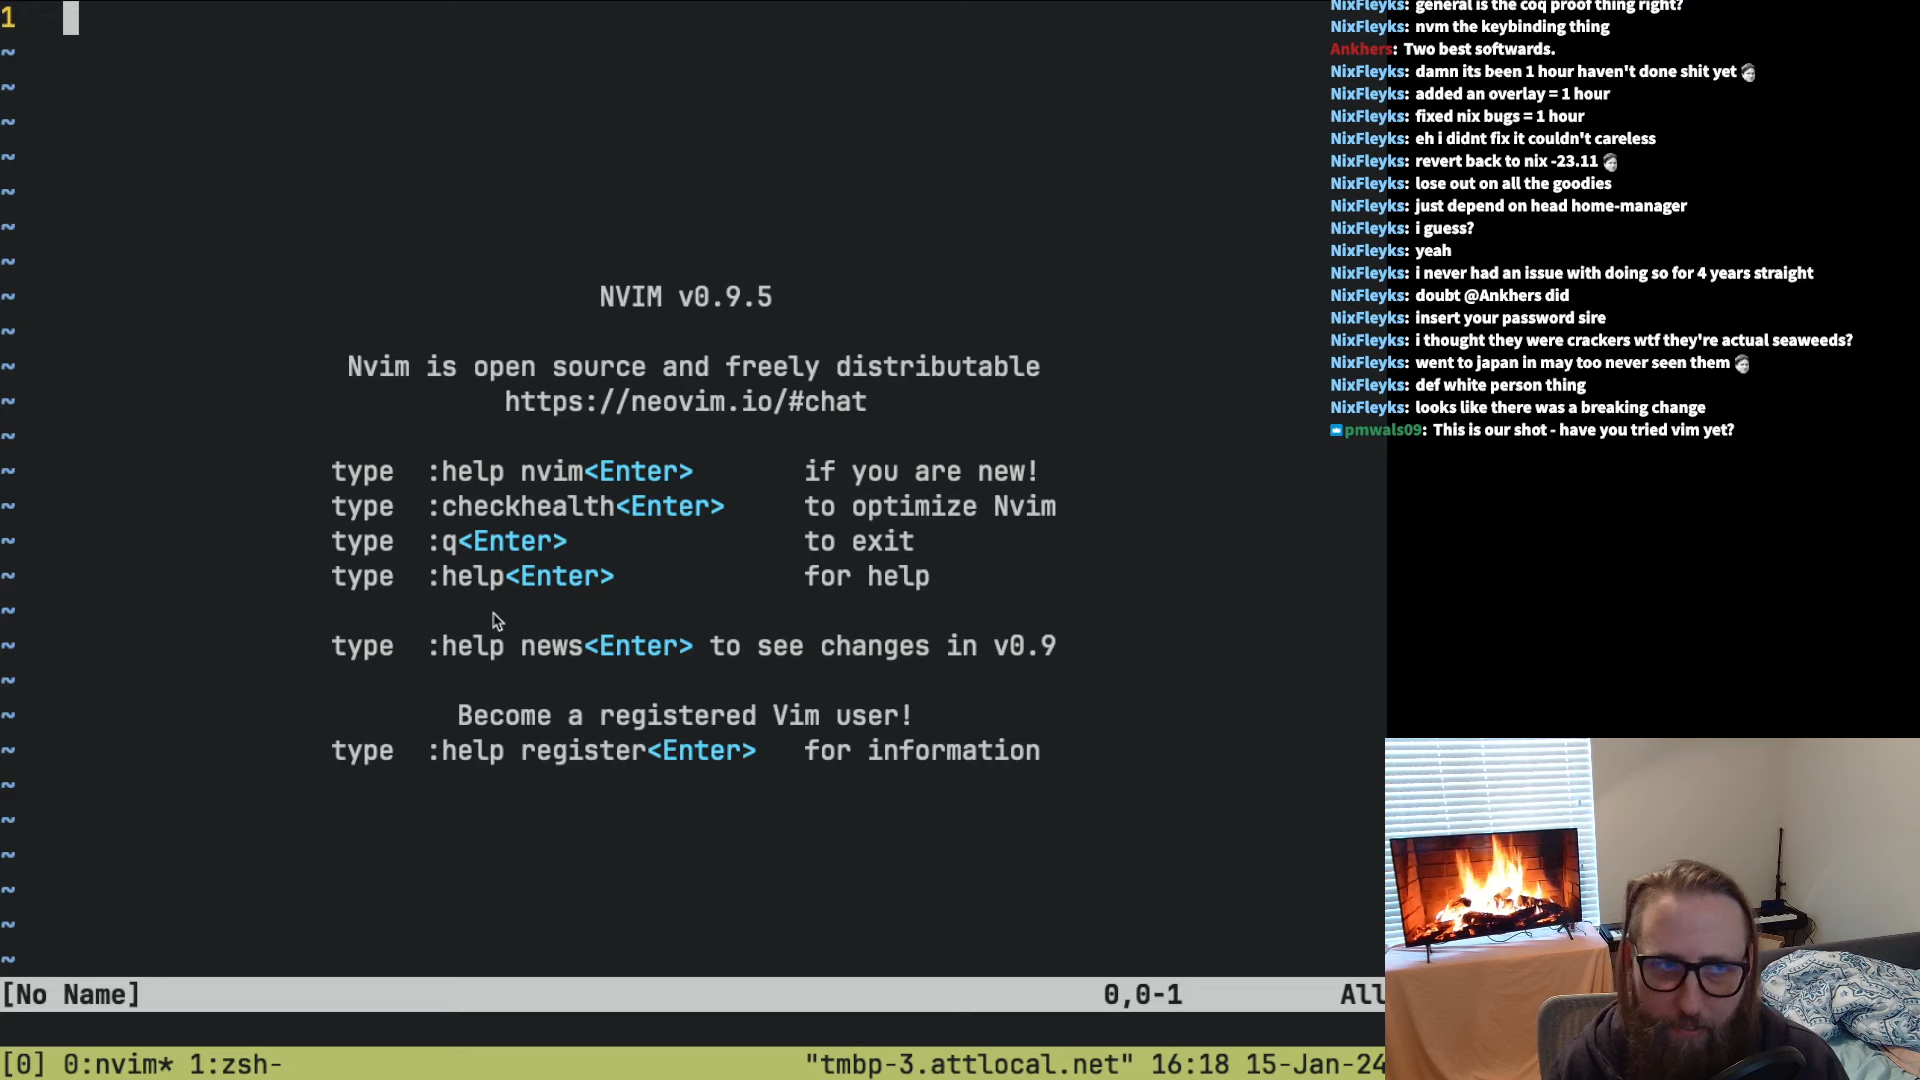 1
~
~
~
~
~
~
~
~
NVIM v0.9.5
~
~
Nvim is open source and freely distributable
~
https://neovim.io/#chat
~
~
type :help nvim<Enter> if you are new!
~
type :checkhealth<Enter> to optimize Nvim
~
type :q<Enter> to exit
~
type :help<Enter> for help
~
~
type :help news<Enter> to see changes in v0.9
~
~
Become a registered Vim user!
~
type :help register<Enter> for information
~
~
~
~
~
~
[No Name] 0,0-1 All
[0] 0:nvim* 1:zsh- "tmbp-3.attlocal.net" 16:18 15-Jan-24
NixFleyks: general is the coq proof thing right?
NixFleyks: nvm the keybinding thing
Ankhers: Two best softwards.
NixFleyks: damn its been 1 hour haven't done shit yet
NixFleyks: added an overlay = 1 hour
NixFleyks: fixed nix bugs = 1 hour
NixFleyks: eh i didnt fix it couldn't careless
NixFleyks: revert back to nix -23.11
NixFleyks: lose out on all the goodies
NixFleyks: just depend on head home-manager
NixFleyks: i guess?
NixFleyks: yeah
NixFleyks: i never had an issue with doing so for 4 years straight
NixFleyks: doubt @Ankhers did
NixFleyks: insert your password sire
NixFleyks: i thought they were crackers wtf they're actual seaweeds?
NixFleyks: went to japan in may too never seen them
NixFleyks: def white person thing
NixFleyks: looks like there was a breaking change
pmwals09: This is our shot - have you tried vim yet?